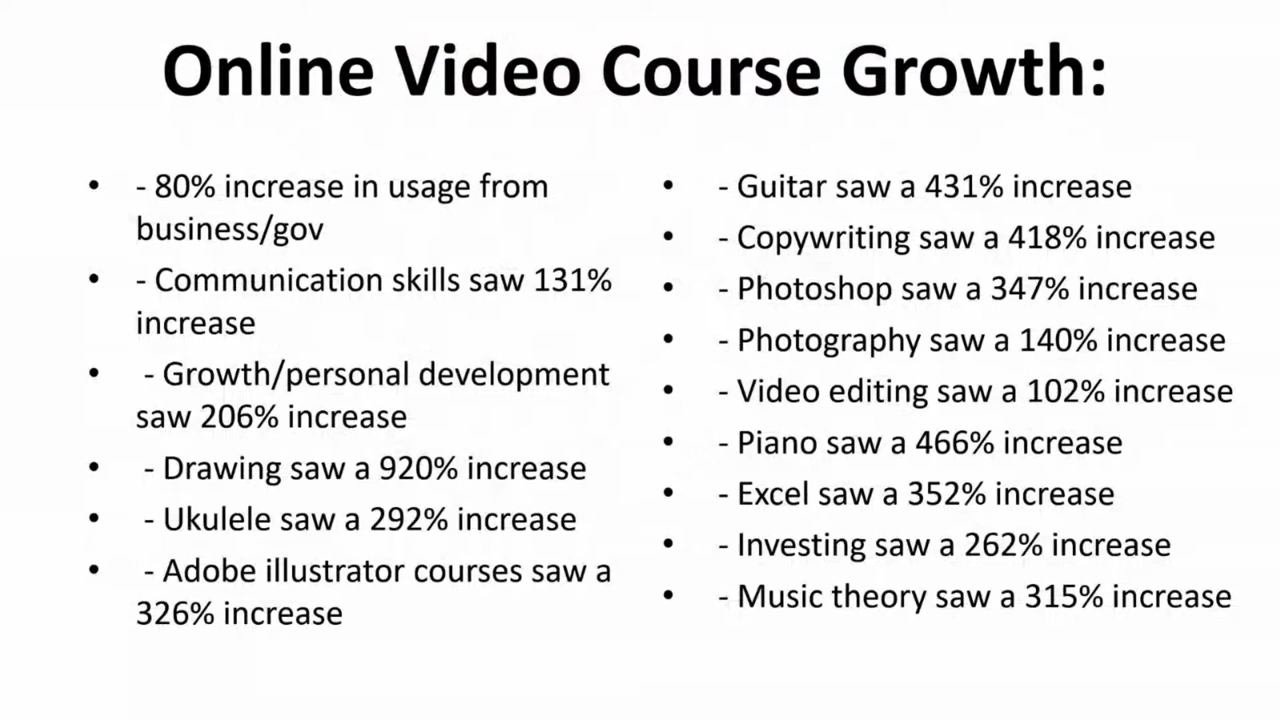 Online Video Course Growth:
• - 80% increase in usage from
business/gov
• - Communication skills saw 131%
increase
• - Growth/personal development
saw 206% increase
• - Drawing saw a 920% increase
• - Ukulele saw a 292% increase
• - Adobe illustrator courses saw a
326% increase
• - Guitar saw a 431% increase
• - Copywriting saw a 418% increase
• - Photoshop saw a 347% increase
• - Photography saw a 140% increase
• - Video editing saw a 102% increase
• - Piano saw a 466% increase
• - Excel saw a 352% increase
• - Investing saw a 262% increase
• - Music theory saw a 315% increase